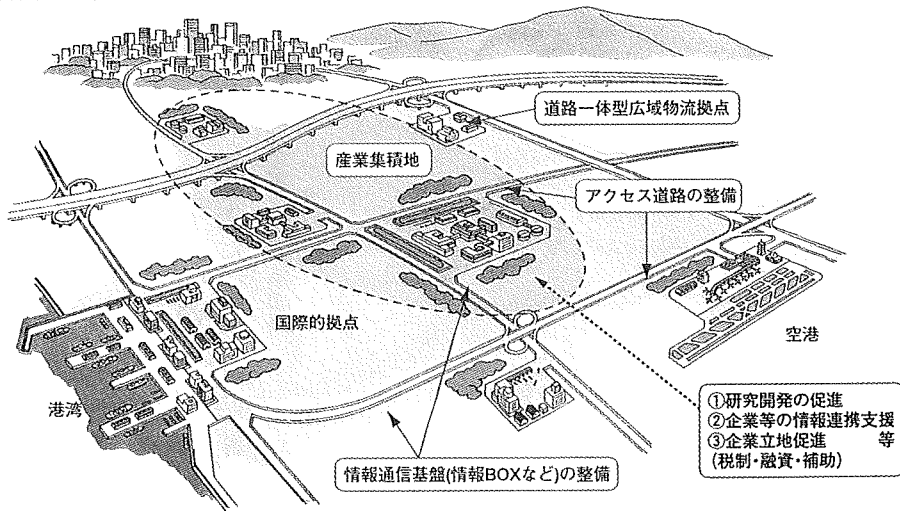 道路一体型広域物流拠点
産業集積地
アクセス道路の整備
国際的拠点
空港
港湾
①研究開発の促進
②企業等の情報連携支援
③企業立地促進 等
(税制・融資・補助)
情報通信基盤(情報BOXなど)の整備